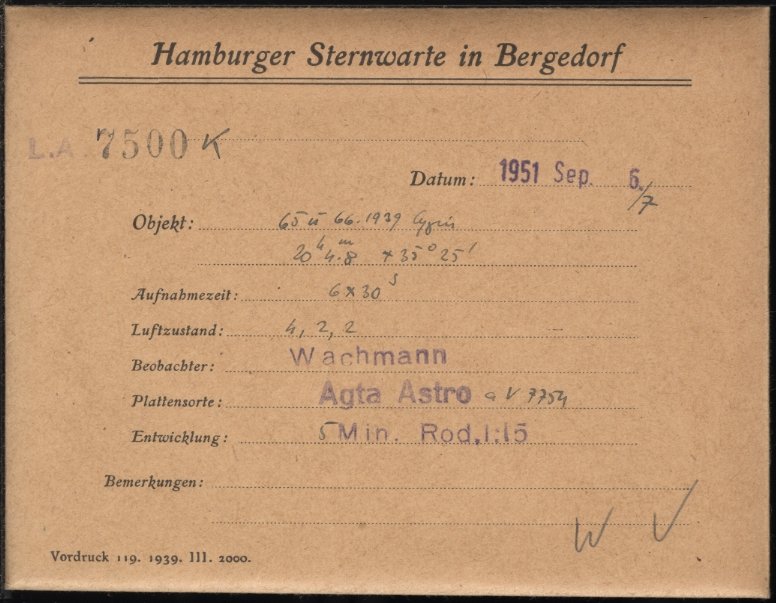 Hamburger Sternwarte in Bergedorf
L.A. 7500 K
Datum: 1951 Sep. 6./7
Objekt: 65 u 66.1939 Cygni
20h 4.m8 + 35° 25'
Aufnahmezeit: 6 x 30s
Luftzustand: 4, 2, 2
Beobachter: Wachmann
Plattensorte: Agfa Astro
Entwicklung: 5 Min. Rod.1:15
Bemerkungen:
W V
Vordruck 119. 1939. III. 2000.